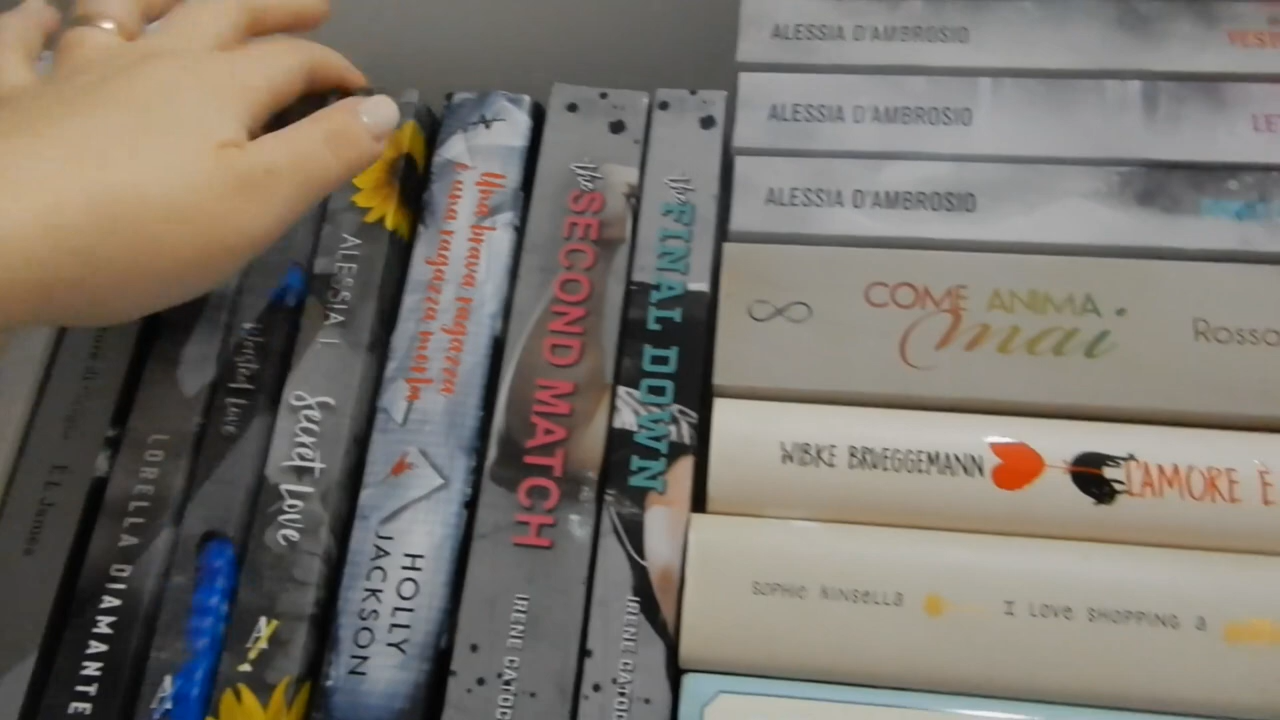 E L James
LORELLA DIAMANTE
Love
ALESSIA
Secret Love
Una brava ragazza
è una ragazza morta
HOLLY
JACKSON
the SECOND MATCH
IRENE CATOC
the FINAL DOWN
IRENE CATOC
ALESSIA D'AMBROSIO
ALESSIA D'AMBROSIO
ALESSIA D'AMBROSIO
COME ANIMA
mai
Rosso
WIBKE BRUEGGEMANN
L'AMORE È
SOPHIE KINSELLA
I LOVE SHOPPING a